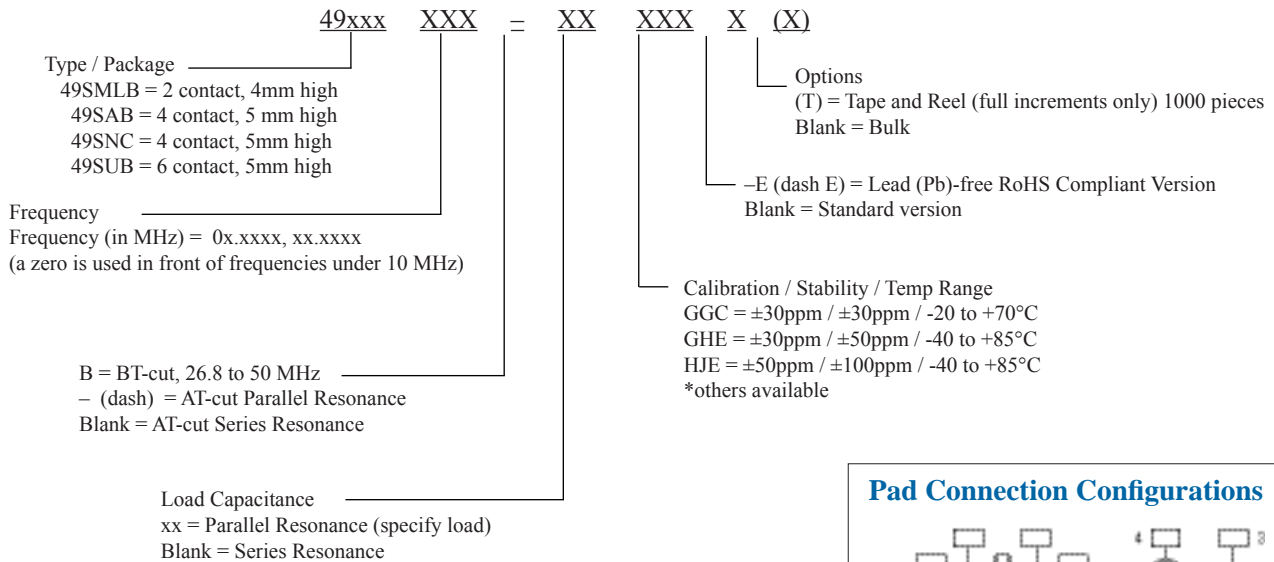 49xxx XXX – XX XXX X (X)
Type / Package
49SMLB = 2 contact, 4mm high
49SAB = 4 contact, 5 mm high
49SNC = 4 contact, 5mm high
49SUB = 6 contact, 5mm high
Options
(T) = Tape and Reel (full increments only) 1000 pieces
Blank = Bulk
–E (dash E) = Lead (Pb)-free RoHS Compliant Version
Blank = Standard version
Frequency
Frequency (in MHz) = 0x.xxxx, xx.xxxx
(a zero is used in front of frequencies under 10 MHz)
Calibration / Stability / Temp Range
GGC = ±30ppm / ±30ppm / -20 to +70°C
GHE = ±30ppm / ±50ppm / -40 to +85°C
HJE = ±50ppm / ±100ppm / -40 to +85°C
*others available
B = BT-cut, 26.8 to 50 MHz
– (dash) = AT-cut Parallel Resonance
Blank = AT-cut Series Resonance
Load Capacitance
xx = Parallel Resonance (specify load)
Blank = Series Resonance
Pad Connection Configurations
4 3